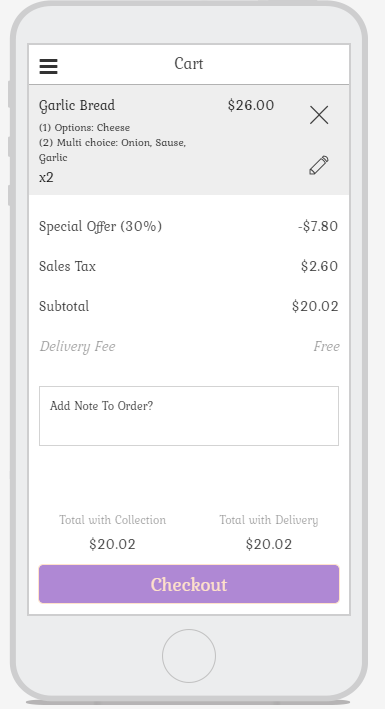 Cart
Garlic Bread $26.00
(1) Options: Cheese
(2) Multi choice: Onion, Sause,
Garlic
x2
Special Offer (30%) -$7.80
Sales Tax $2.60
Subtotal $20.02
Delivery Fee Free
Add Note To Order?
Total with Collection Total with Delivery
$20.02 $20.02
Checkout